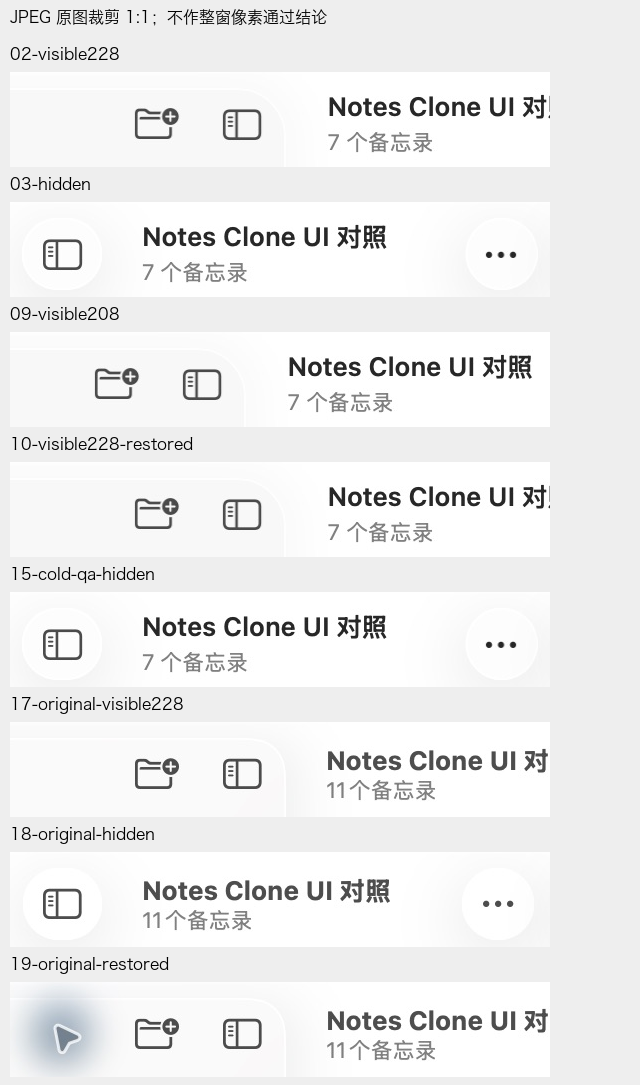 JPEG 原图裁剪 1:1；不作整窗像素通过结论
02-visible228
Notes Clone UI 对
7 个备忘录
03-hidden
Notes Clone UI 对照
7 个备忘录
09-visible208
Notes Clone UI 对照
7 个备忘录
10-visible228-restored
Notes Clone UI 对
7 个备忘录
15-cold-qa-hidden
Notes Clone UI 对照
7 个备忘录
17-original-visible228
Notes Clone UI 对
11个备忘录
18-original-hidden
Notes Clone UI 对照
11个备忘录
19-original-restored
Notes Clone UI 对
11个备忘录